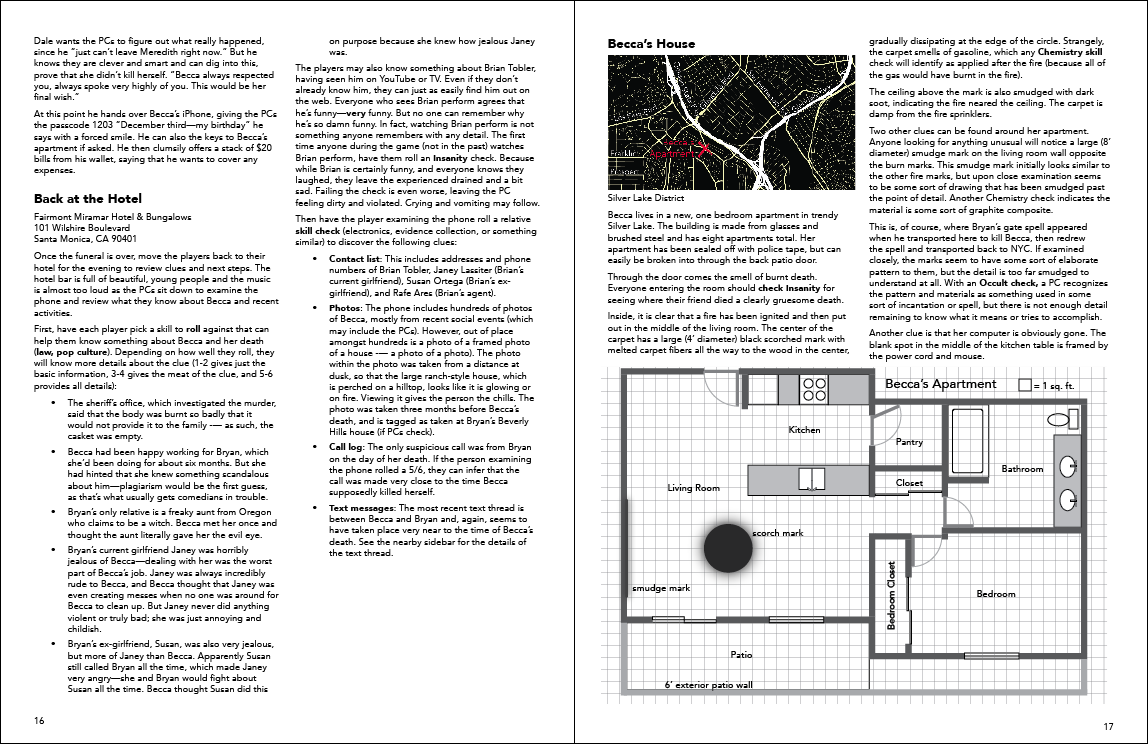 Dale wants the PCs to figure out what really happened,
since he "just can't leave Meredith right now." But he
knows they are clever and smart and can dig into this,
prove that she didn't kill herself. "Becca always respected
you, always spoke very highly of you. This would be her
final wish."
At this point he hands over Becca's iPhone, giving the PCs
the passcode 1203 "December third—my birthday" he
says with a forced smile. He can also the keys to Becca's
apartment if asked. He then clumsily offers a stack of $20
bills from his wallet, saying that he wants to cover any
expenses.
Back at the Hotel
Fairmont Miramar Hotel & Bungalows
101 Wilshire Boulevard
Santa Monica, CA 90401
Once the funeral is over, move the players back to their
hotel for the evening to review clues and next steps. The
hotel bar is full of beautiful, young people and the music
is almost too loud as the PCs sit down to examine the
phone and review what they know about Becca and recent
activities.
First, have each player pick a skill to roll against that can
help them know something about Becca and her death
(law, pop culture). Depending on how well they roll, they
will know more details about the clue (1-2 gives just the
basic information, 3-4 gives the meat of the clue, and 5-6
provides all details):
• The sheriff's office, which investigated the murder,
said that the body was burnt so badly that it
would not provide it to the family -— as such, the
casket was empty.
• Becca had been happy working for Bryan, which
she'd been doing for about six months. But she
had hinted that she knew something scandalous
about him—plagiarism would be the first guess,
as that's what usually gets comedians in trouble.
• Bryan's only relative is a freaky aunt from Oregon
who claims to be a witch. Becca met her once and
thought the aunt literally gave her the evil eye.
• Bryan's current girlfriend Janey was horribly
jealous of Becca—dealing with her was the worst
part of Becca's job. Janey was always incredibly
rude to Becca, and Becca thought that Janey was
even creating messes when no one was around for
Becca to clean up. But Janey never did anything
violent or truly bad; she was just annoying and
childish.
• Bryan's ex-girlfriend, Susan, was also very jealous,
but more of Janey than Becca. Apparently Susan
still called Bryan all the time, which made Janey
very angry—she and Bryan would fight about
Susan all the time. Becca thought Susan did this
on purpose because she knew how jealous Janey
was.
The players may also know something about Brian Tobler,
having seen him on YouTube or TV. Even if they don't
already know him, they can just as easily find him out on
the web. Everyone who sees Brian perform agrees that
he's funny—very funny. But no one can remember why
he's so damn funny. In fact, watching Brian perform is not
something anyone remembers with any detail. The first
time anyone during the game (not in the past) watches
Brian perform, have them roll an Insanity check. Because
while Brian is certainly funny, and everyone knows they
laughed, they leave the experienced drained and a bit
sad. Failing the check is even worse, leaving the PC
feeling dirty and violated. Crying and vomiting may follow.
Then have the player examining the phone roll a relative
skill check (electronics, evidence collection, or something
similar) to discover the following clues:
• Contact list: This includes addresses and phone
numbers of Brian Tobler, Janey Lassiter (Brian's
current girlfriend), Susan Ortega (Brian's ex-
girlfriend), and Rafe Ares (Brian's agent).
• Photos: The phone includes hundreds of photos
of Becca, mostly from recent social events (which
may include the PCs). However, out of place
amongst hundreds is a photo of a framed photo
of a house -— a photo of a photo). The photo
within the photo was taken from a distance at
dusk, so that the large ranch-style house, which
is perched on a hilltop, looks like it is glowing or
on fire. Viewing it gives the person the chills. The
photo was taken three months before Becca's
death, and is tagged as taken at Bryan's Beverly
Hills house (if PCs check).
• Call log: The only suspicious call was from Bryan
on the day of her death. If the person examining
the phone rolled a 5/6, they can infer that the
call was made very close to the time Becca
supposedly killed herself.
• Text messages: The most recent text thread is
between Becca and Bryan and, again, seems to
have taken place very near to the time of Becca's
death. See the nearby sidebar for the details of
the text thread.
16
Becca's House
Franklin
Apartment
Silver Lake District
Becca lives in a new, one bedroom apartment in trendy
Silver Lake. The building is made from glasses and
brushed steel and has eight apartments total. Her
apartment has been sealed off with police tape, but can
easily be broken into through the back patio door.
Through the door comes the smell of burnt death.
Everyone entering the room should check Insanity for
seeing where their friend died a clearly gruesome death.
Inside, it is clear that a fire has been ignited and then put
out in the middle of the living room. The center of the
carpet has a large (4' diameter) black scorched mark with
melted carpet fibers all the way to the wood in the center,
gradually dissipating at the edge of the circle. Strangely,
the carpet smells of gasoline, which any Chemistry skill
check will identify as applied after the fire (because all of
the gas would have burnt in the fire).
The ceiling above the mark is also smudged with dark
soot, indicating the fire neared the ceiling. The carpet is
damp from the fire sprinklers.
Two other clues can be found around her apartment.
Anyone looking for anything unusual will notice a large (8'
diameter) smudge mark on the living room wall opposite
the burn marks. This smudge mark initially looks similar to
the other fire marks, but upon close examination seems
to be some sort of drawing that has been smudged past
the point of detail. Another Chemistry check indicates the
material is some sort of graphite composite.
This is, of course, where Bryan's gate spell appeared
when he transported here to kill Becca, then redrew
the spell and transported back to NYC. If examined
closely, the marks seem to have some sort of elaborate
pattern to them, but the detail is too far smudged to
understand at all. With an Occult check, a PC recognizes
the pattern and materials as something used in some
sort of incantation or spell, but there is not enough detail
remaining to know what it means or tries to accomplish.
Another clue is that her computer is obviously gone. The
blank spot in the middle of the kitchen table is framed by
the power cord and mouse.
Becca's Apartment
= 1 sq. ft.
Kitchen
Pantry
Bathroom
Closet
Living Room
scorch mark
smudge mark
Bedroom Closet
Bedroom
Patio
6' exterior patio wall
17